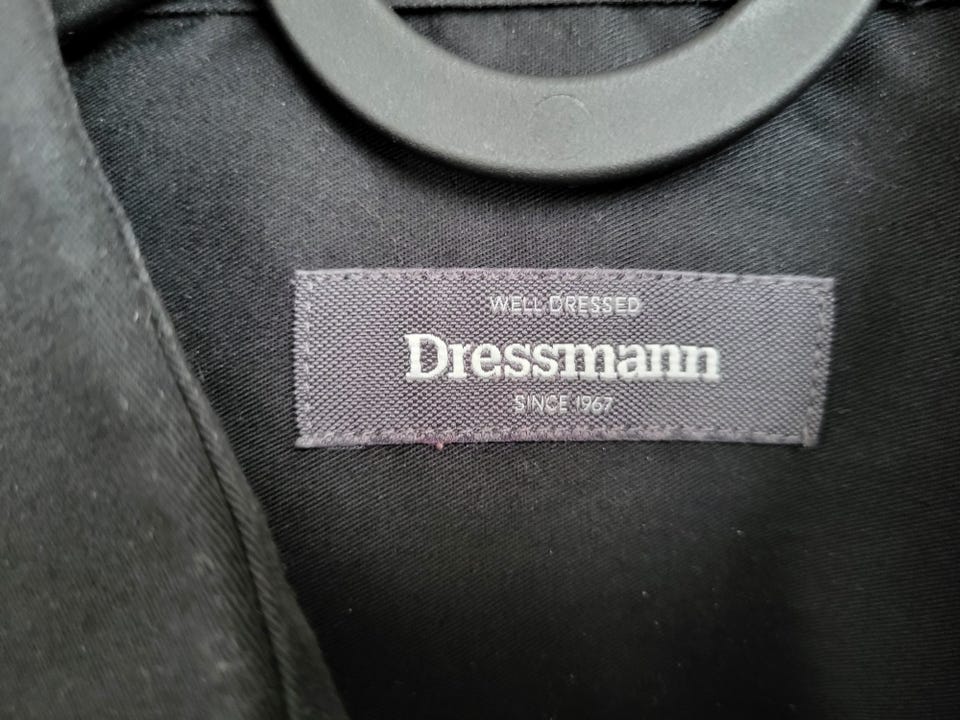 WELL DRESSED
Dressmann
SINCE 1967